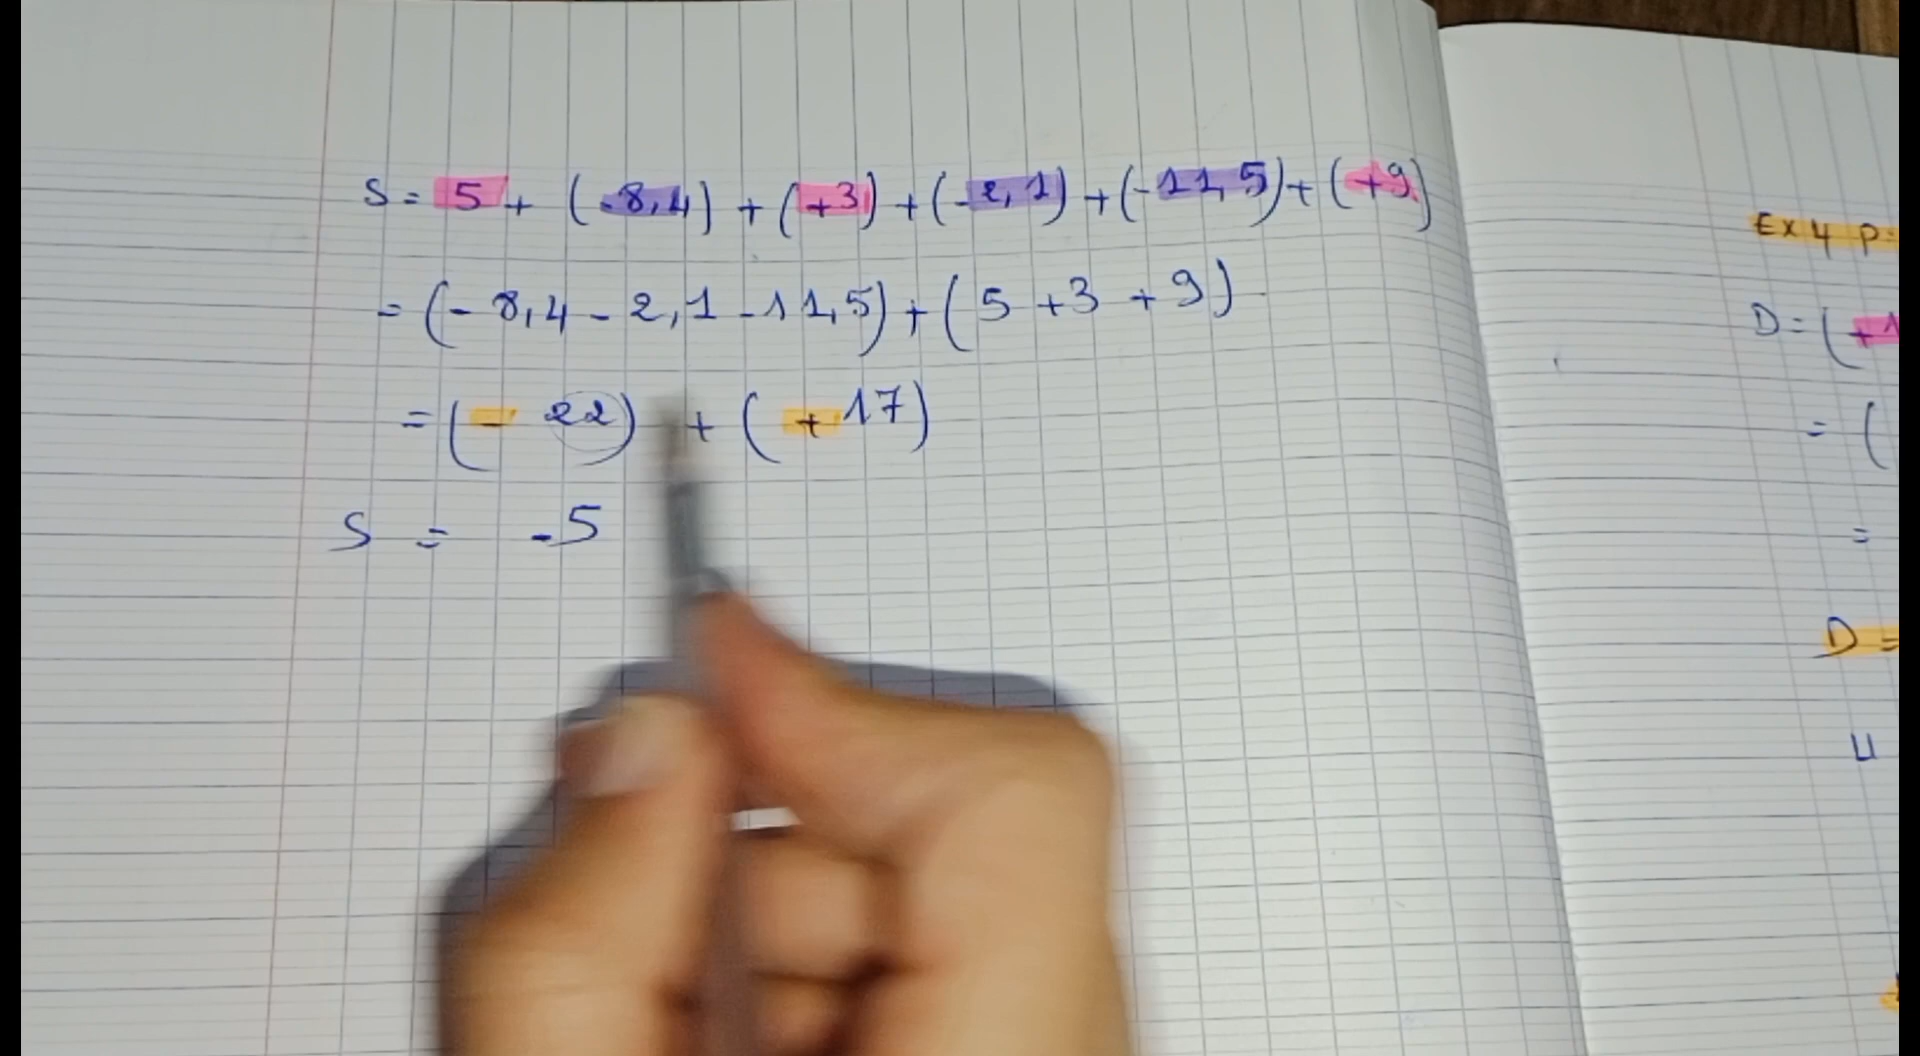 S = 5 + (-8,4) + (+3) + (-2,1) + (-11,5) + (+9)
= (-8,4 - 2,1 - 11,5) + (5 + 3 + 9)
= (- 22) + (+ 17)
S = -5
Ex 4 p:
D = (+1
= (
=
D =